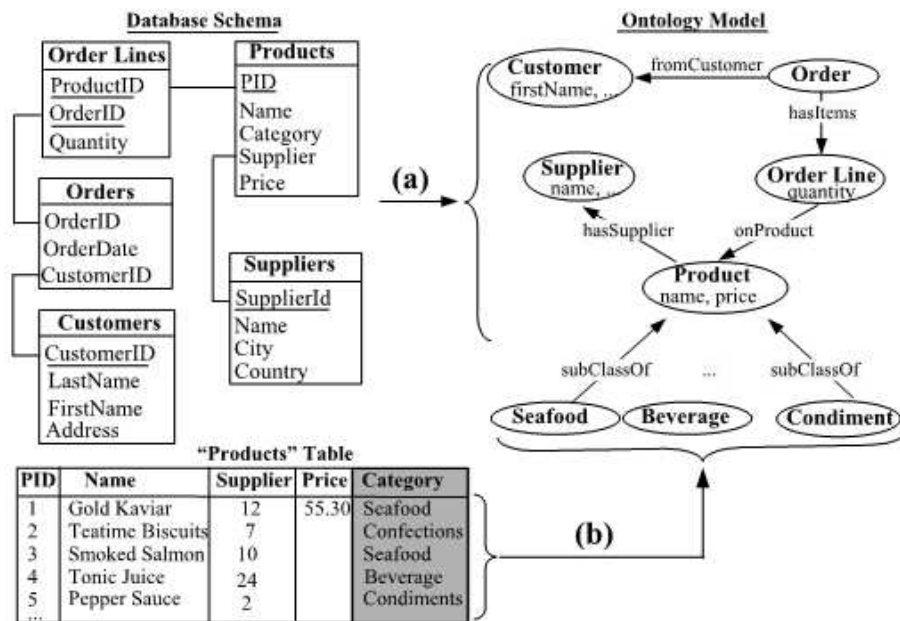 Database Schema
Order Lines
ProductID
OrderID
Quantity
Products
PID
Name
Category
Supplier
Price
Orders
OrderID
OrderDate
CustomerID
Suppliers
SupplierId
Name
City
Country
Customers
CustomerID
LastName
FirstName
Address
(a)
Ontology Model
Customer
firstName, ...
fromCustomer
Order
hasItems
Supplier
name, ...
Order Line
quantity
hasSupplier
onProduct
Product
name, price
subClassOf
...
subClassOf
Seafood
Beverage
Condiment
“Products” Table
PID Name Supplier Price Category
1 Gold Kaviar 12 55.30 Seafood
2 Teatime Biscuits 7 Confections
3 Smoked Salmon 10 Seafood
4 Tonic Juice 24 Beverage
5 Pepper Sauce 2 Condiments
...
(b)